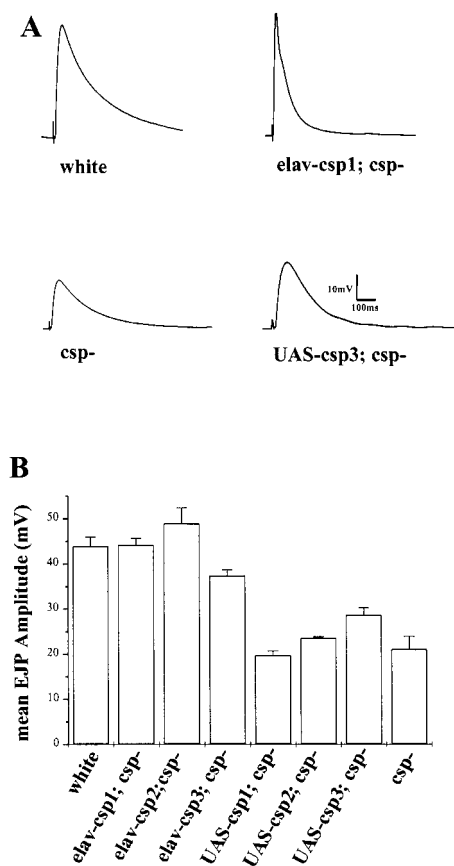 A
white
elav-csp1; csp-
csp-
10mV
100ms
UAS-csp3; csp-
B
mean EJP Amplitude (mV)
50
40
30
20
10
0
white
elav-csp1; csp-
elav-csp2;csp-
elav-csp3; csp-
UAS-csp1; csp-
UAS-csp2; csp-
UAS-csp3; csp-
csp-